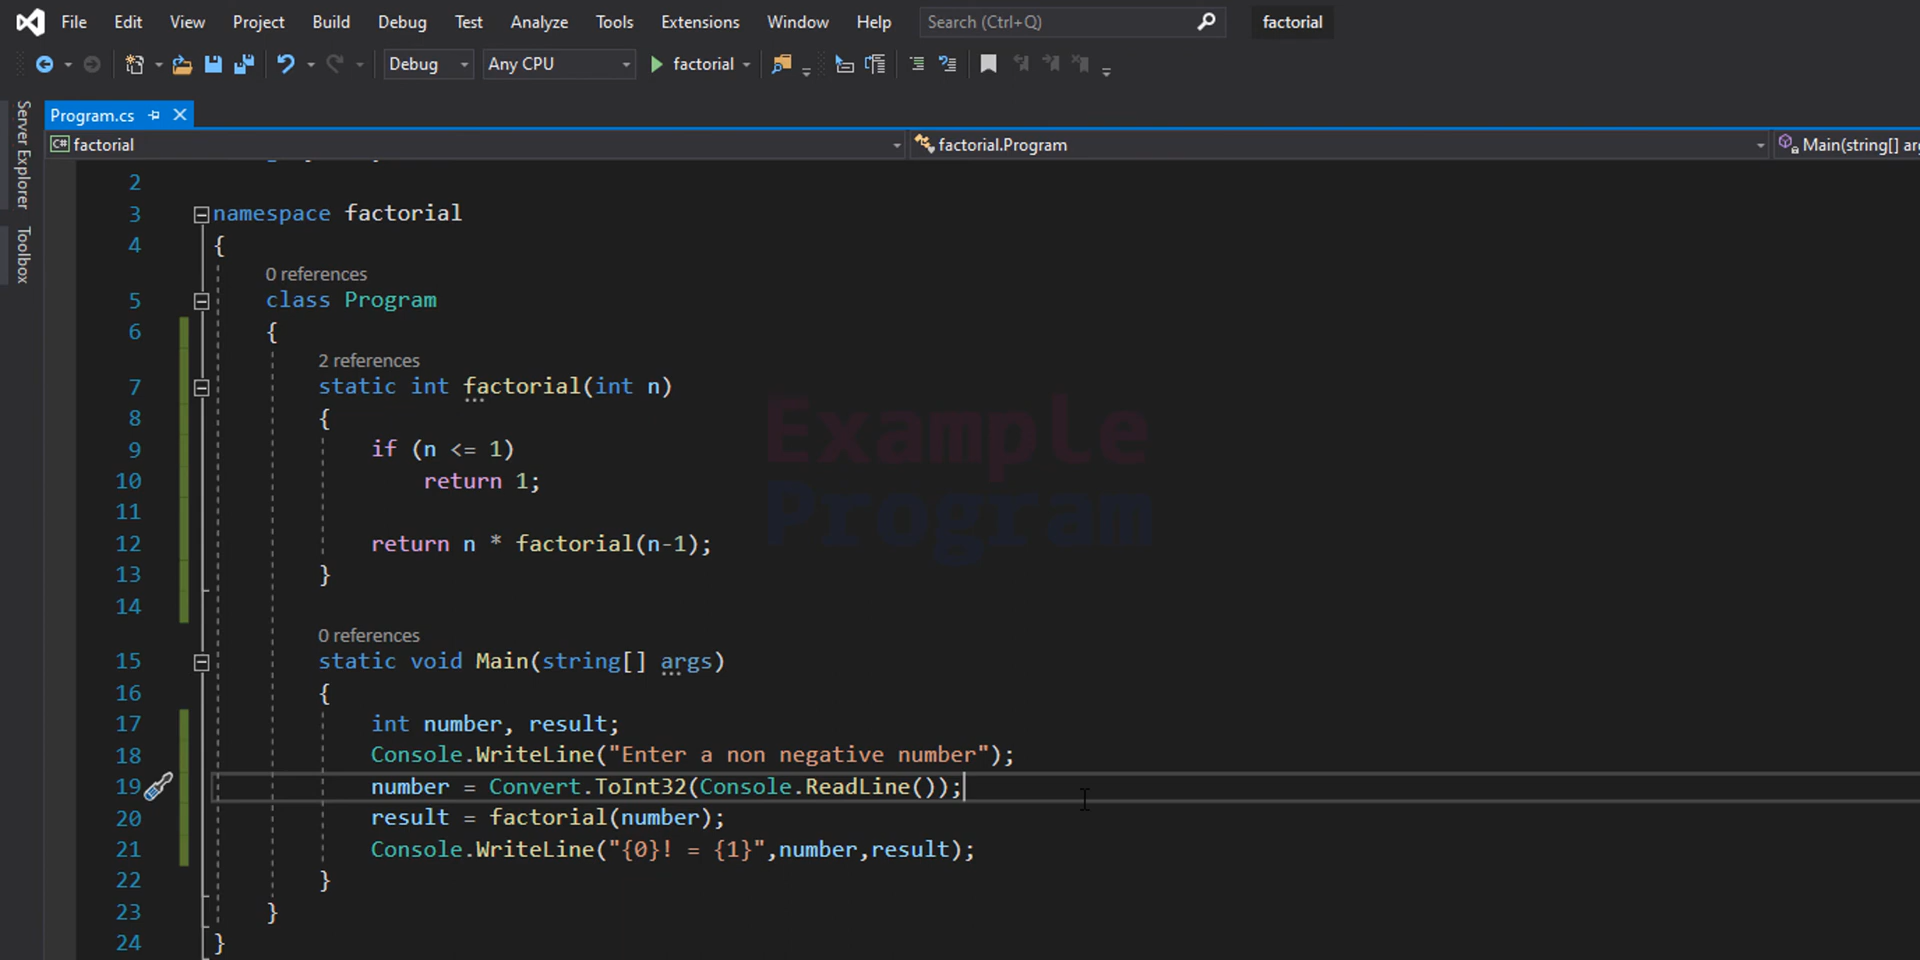 File Edit View Project Build Debug Test Analyze Tools Extensions Window Help Search (Ctrl+Q) factorial
Debug Any CPU factorial
Server Explorer
Toolbox
Program.cs
factorial factorial.Program Main(string[] ar
2
3 namespace factorial
4 {
0 references
5 class Program
6 {
2 references
7 static int factorial(int n)
8 {
9 if (n <= 1)
10 return 1;
11
12 return n * factorial(n-1);
13 }
14
0 references
15 static void Main(string[] args)
16 {
17 int number, result;
18 Console.WriteLine("Enter a non negative number");
19 number = Convert.ToInt32(Console.ReadLine());
20 result = factorial(number);
21 Console.WriteLine("{0}! = {1}",number,result);
22 }
23 }
24 }
Example
Program